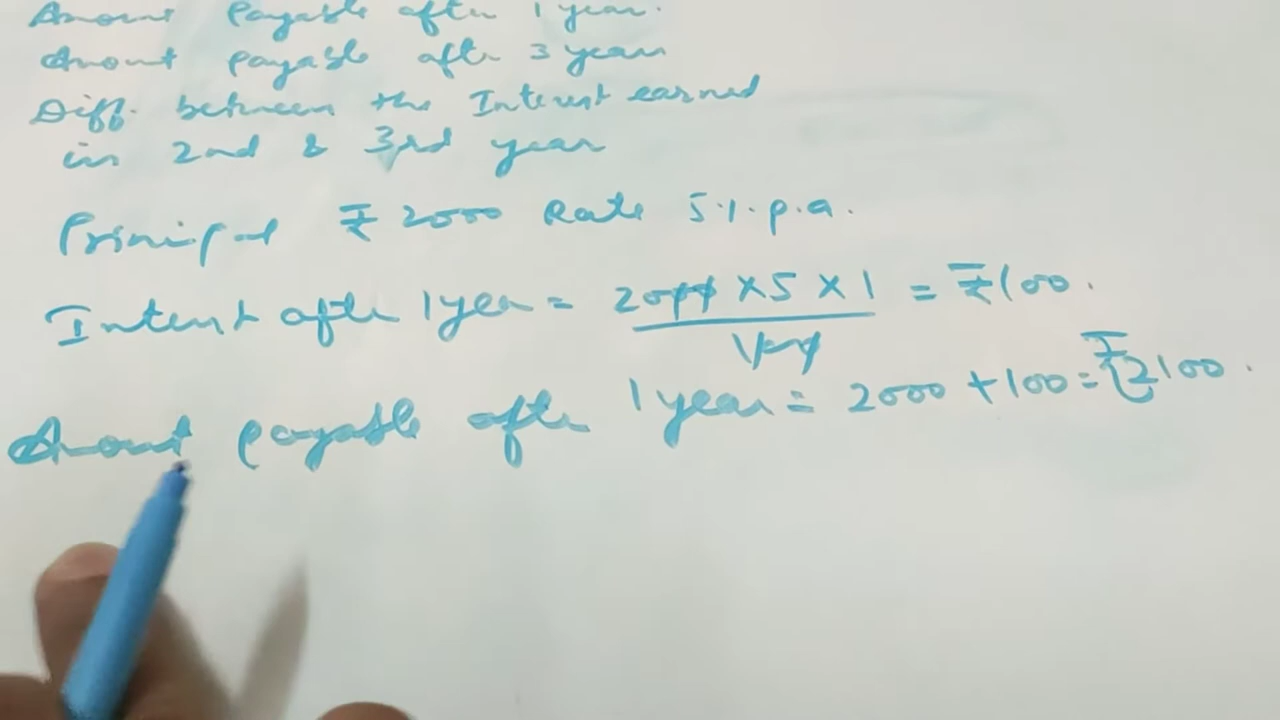 Amount Payable after 1 year.
Amount payable after 3 years
Diff. between the Interest earned
in 2nd & 3rd year
Principal ₹ 2000 Rate 5% p.a.
Interest after 1 year = 2000 × 5 × 1 / 100 = ₹100.
Amount payable after 1 year = 2000 + 100 = ₹2100.